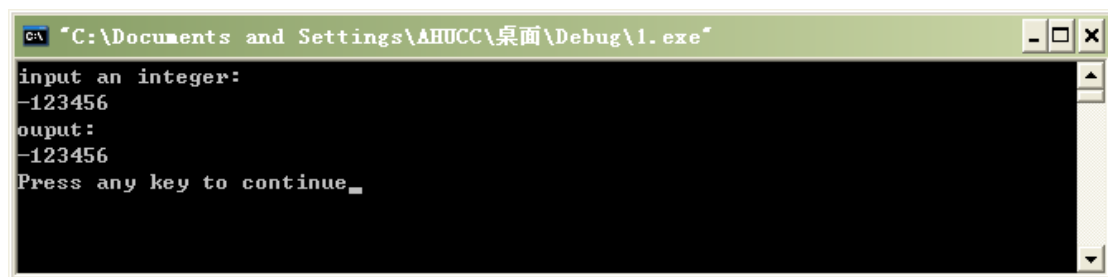 "C:\Documents and Settings\AHUCC\桌面\Debug\1.exe"
input an integer:
-123456
ouput:
-123456
Press any key to continue_